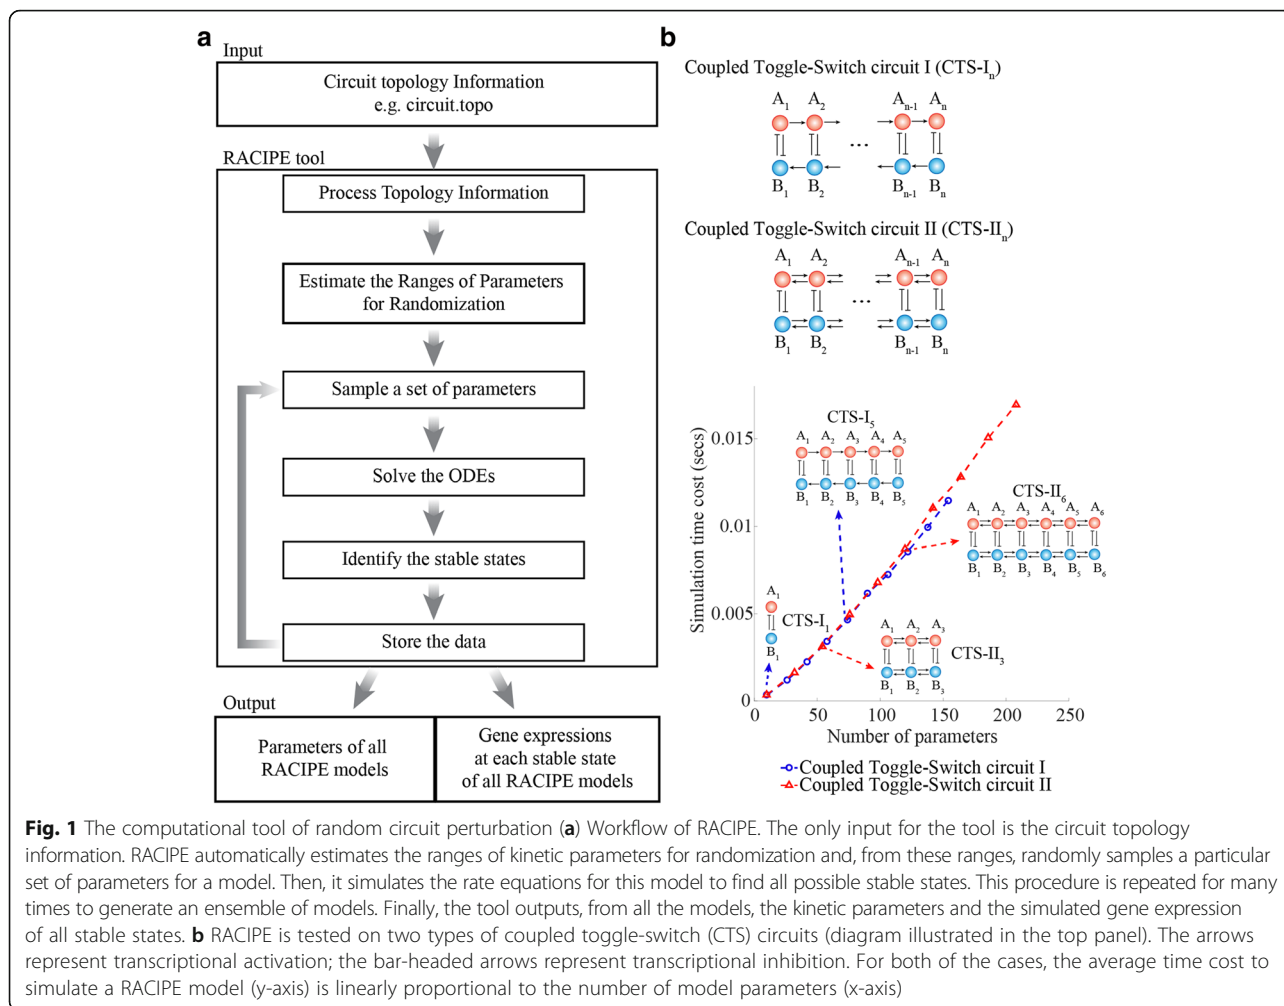 a
Input
Circuit topology Information
e.g. circuit.topo
RACIPE tool
Process Topology Information
Estimate the Ranges of Parameters
for Randomization
Sample a set of parameters
Solve the ODEs
Identify the stable states
Store the data
Output
Parameters of all
RACIPE models
Gene expressions
at each stable state
of all RACIPE models
b
Coupled Toggle-Switch circuit I (CTS-Iₙ)
A₁ A₂ Aₙ₋₁ Aₙ
...
B₁ B₂ Bₙ₋₁ Bₙ
Coupled Toggle-Switch circuit II (CTS-IIₙ)
A₁ A₂ Aₙ₋₁ Aₙ
...
B₁ B₂ Bₙ₋₁ Bₙ
Simulation time cost (secs)
0.015
0.01
0.005
0
CTS-I₅
A₁ A₂ A₃ A₄ A₅
B₁ B₂ B₃ B₄ B₅
CTS-II₆
A₁ A₂ A₃ A₄ A₅ A₆
B₁ B₂ B₃ B₄ B₅ B₆
A₁
CTS-I₁
B₁
A₁ A₂ A₃
CTS-II₃
B₁ B₂ B₃
0 50 100 150 200 250
Number of parameters
Coupled Toggle-Switch circuit I
Coupled Toggle-Switch circuit II
Fig. 1 The computational tool of random circuit perturbation (a) Workflow of RACIPE. The only input for the tool is the circuit topology
information. RACIPE automatically estimates the ranges of kinetic parameters for randomization and, from these ranges, randomly samples a particular
set of parameters for a model. Then, it simulates the rate equations for this model to find all possible stable states. This procedure is repeated for many
times to generate an ensemble of models. Finally, the tool outputs, from all the models, the kinetic parameters and the simulated gene expression
of all stable states. b RACIPE is tested on two types of coupled toggle-switch (CTS) circuits (diagram illustrated in the top panel). The arrows
represent transcriptional activation; the bar-headed arrows represent transcriptional inhibition. For both of the cases, the average time cost to
simulate a RACIPE model (y-axis) is linearly proportional to the number of model parameters (x-axis)